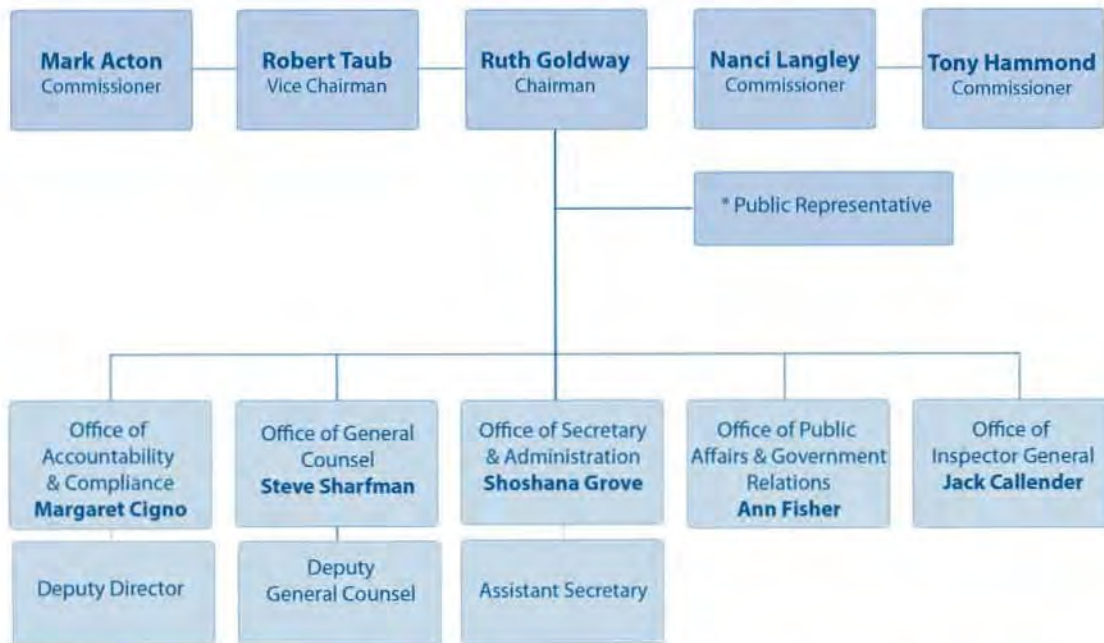 Mark Acton
Commissioner
Robert Taub
Vice Chairman
Ruth Goldway
Chairman
Nanci Langley
Commissioner
Tony Hammond
Commissioner
* Public Representative
Office of
Accountability
& Compliance
Margaret Cigno
Office of General
Counsel
Steve Sharfman
Office of Secretary
& Administration
Shoshana Grove
Office of Public
Affairs & Government
Relations
Ann Fisher
Office of
Inspector General
Jack Callender
Deputy Director
Deputy
General Counsel
Assistant Secretary